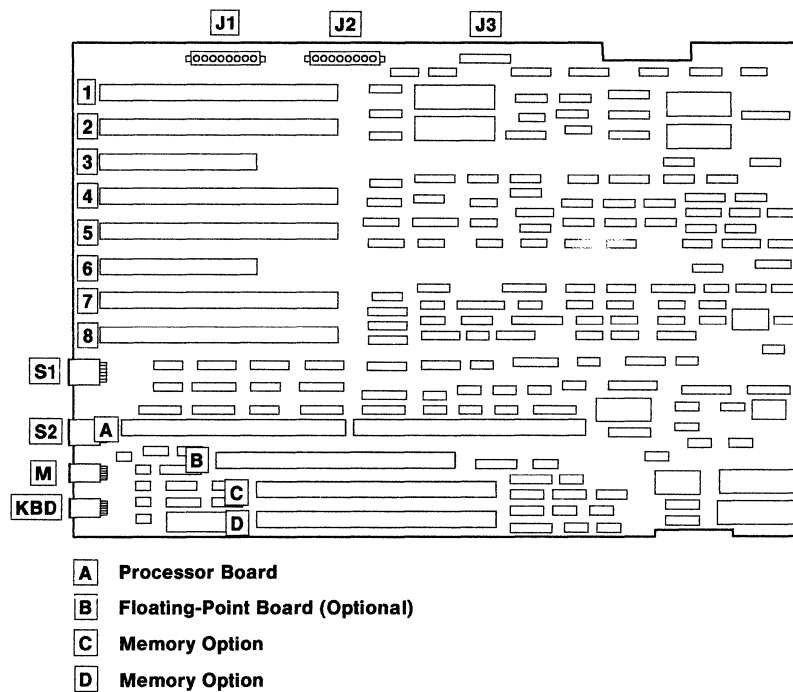 J1 J2 J3
1
2
3
4
5
6
7
8
S1
S2 A
B
M
C
KBD
D
A Processor Board
B Floating-Point Board (Optional)
C Memory Option
D Memory Option